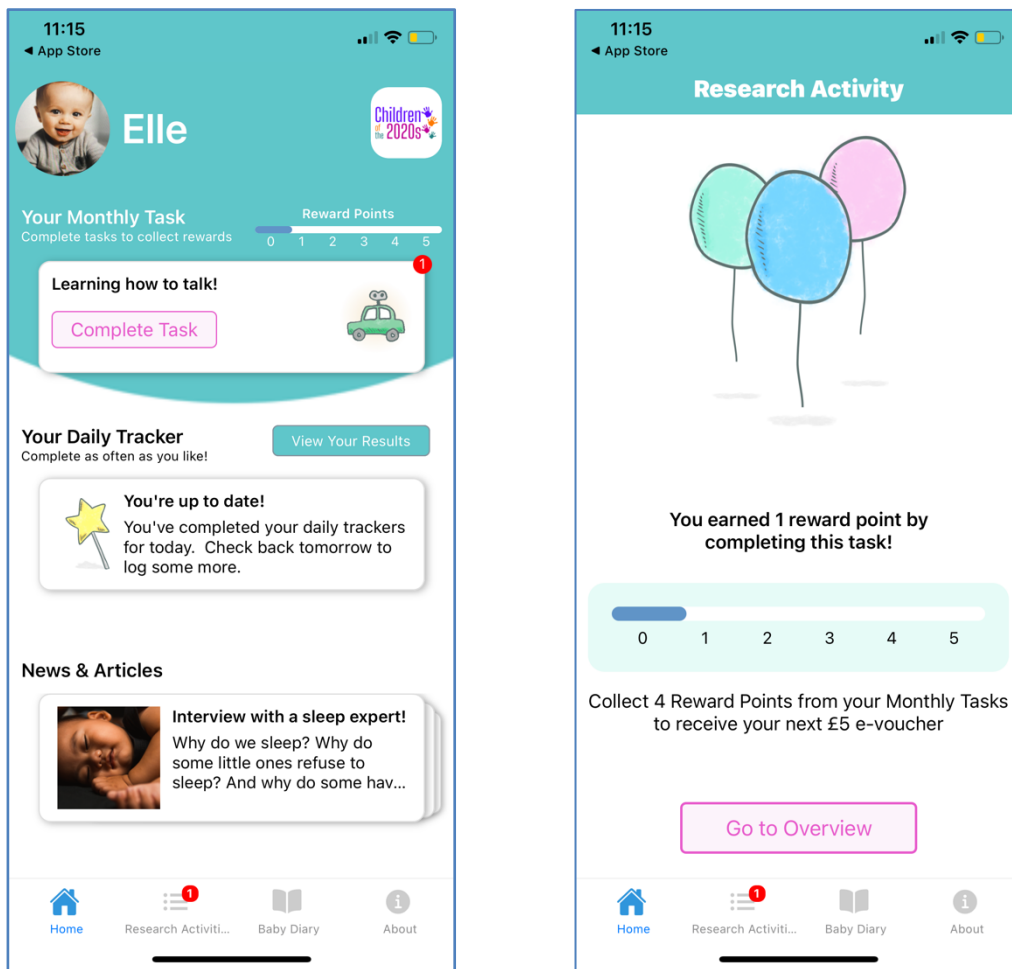 11:15
◀ App Store
Elle
Children
of the 2020s
Your Monthly Task
Complete tasks to collect rewards
Reward Points
0 1 2 3 4 5
1
Learning how to talk!
Complete Task
Your Daily Tracker
Complete as often as you like!
View Your Results
You're up to date!
You've completed your daily trackers
for today. Check back tomorrow to
log some more.
News & Articles
Interview with a sleep expert!
Why do we sleep? Why do
some little ones refuse to
sleep? And why do some hav...
1
Home Research Activiti... Baby Diary About
11:15
◀ App Store
Research Activity
You earned 1 reward point by
completing this task!
0 1 2 3 4 5
Collect 4 Reward Points from your Monthly Tasks
to receive your next £5 e-voucher
Go to Overview
1
Home Research Activiti... Baby Diary About